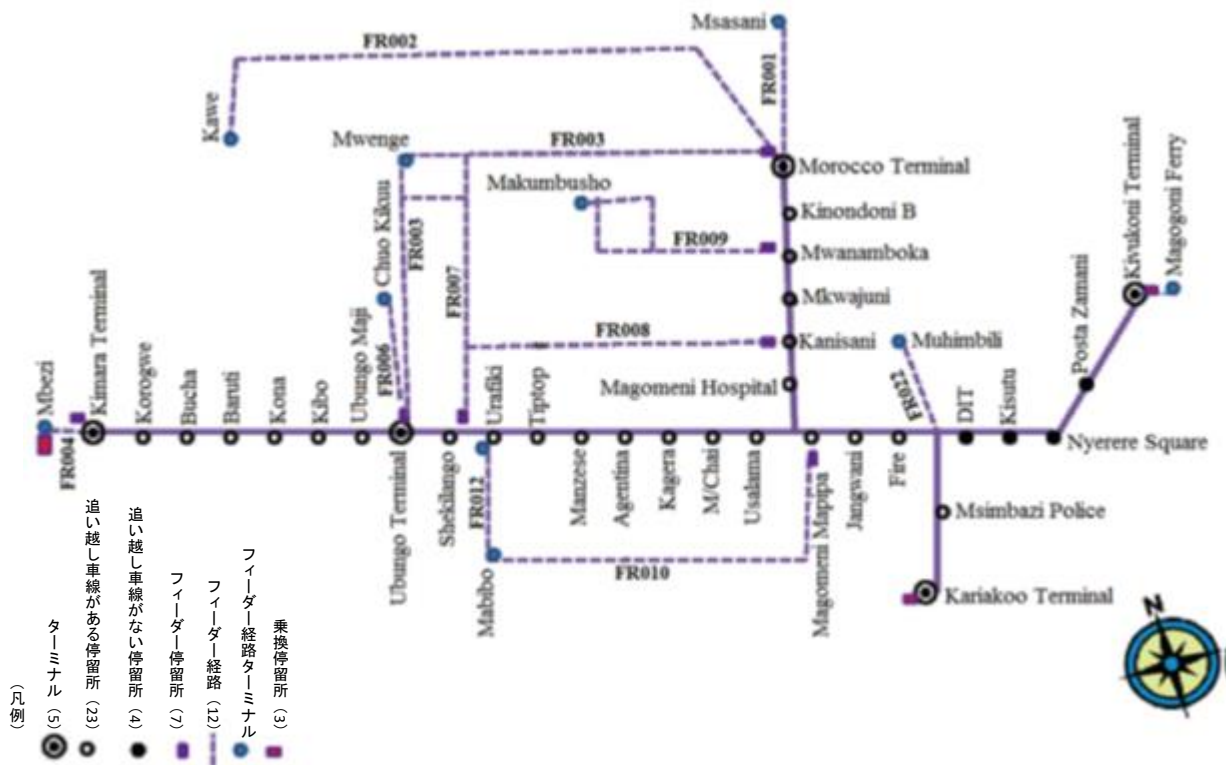 Msasani
FR002
FR001
Kawe
Mwenge
FR003
Morocco Terminal
Makumbusho
Kinondoni B
FR009
Mwanamboka
Chuo Kikuu
FR003
FR007
Mkwajuni
Kivukoni Terminal
Magogoni Ferry
Posta Zamani
FR008
Kanisani
Muhimbili
FR006
Magomeni Hospital
FR022
Mbezi
FR004
Kimara Terminal
Korogwe
Bucha
Baruti
Kona
Kibo
Ubungo Maji
Ubungo Terminal
Shekilango
Urafiki
Tiptop
Manzese
Agentina
Kagera
M/Chai
Usalama
Magomeni Mappa
Jangwani
Fire
DIT
Kisutu
Nyerere Square
FR012
Mabibo
FR010
Msimbazi Police
Kariakoo Terminal
N
(凡例)
ターミナル (5)
追い越し車線がある停留所 (23)
追い越し車線がない停留所 (4)
フィーダー停留所 (7)
フィーダー経路 (12)
フィーダー経路ターミナル
乗換停留所 (3)